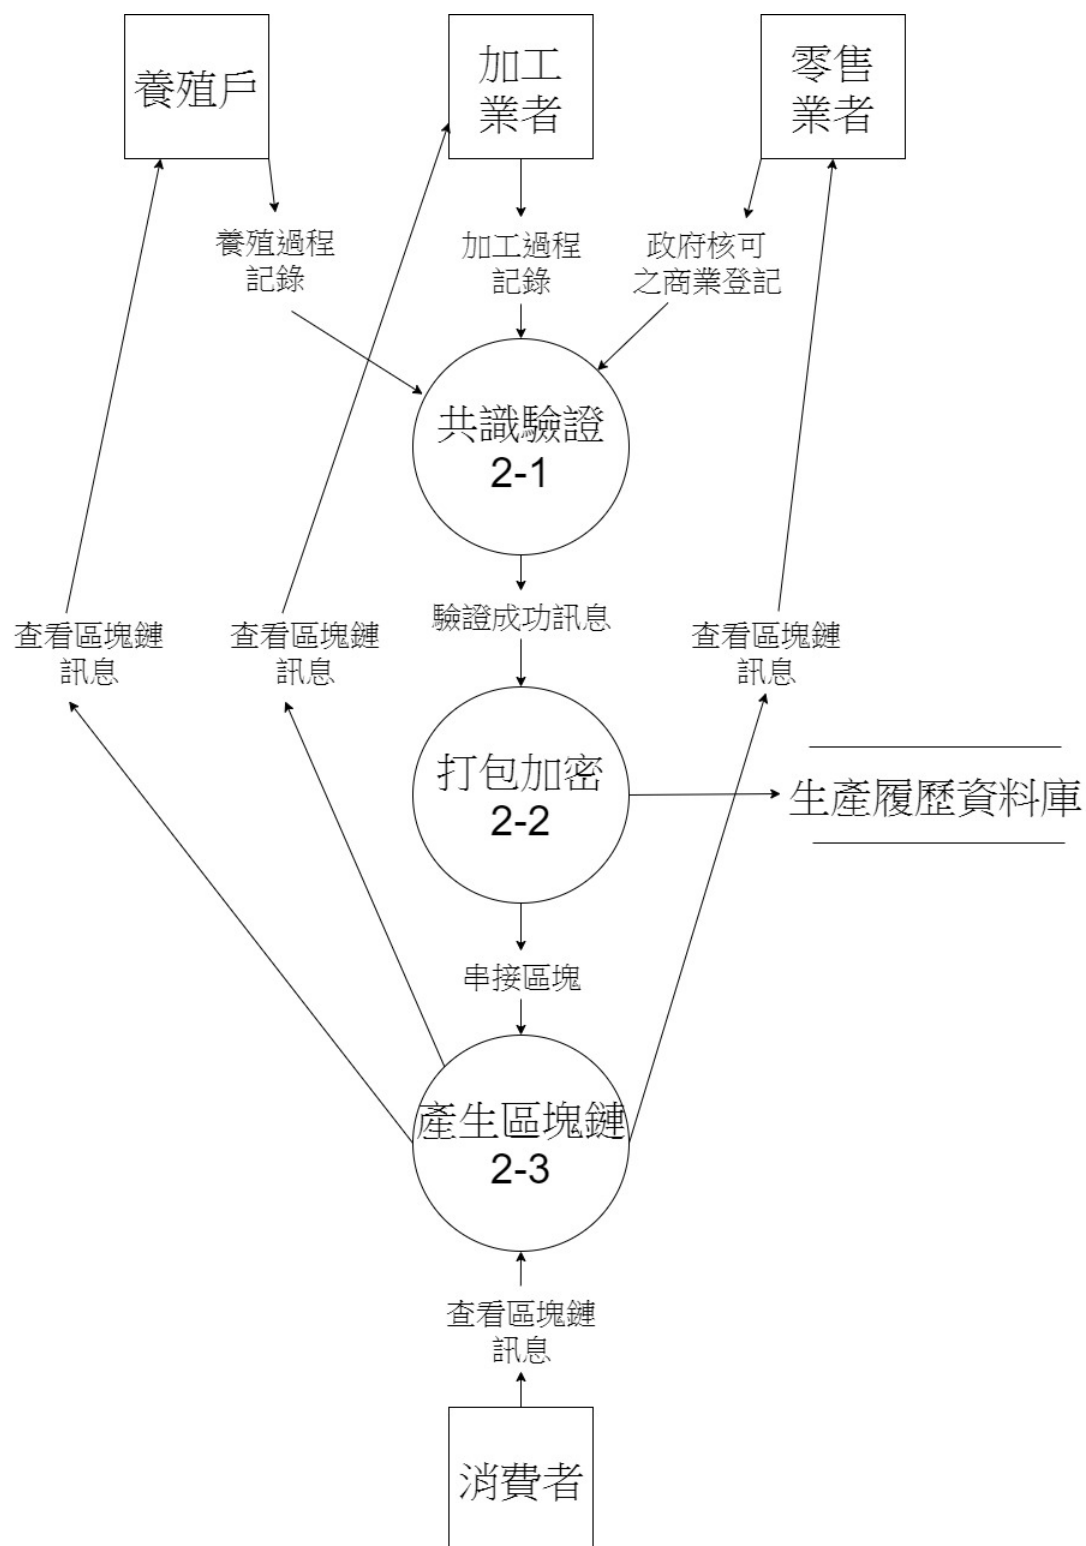 養殖戶
加工
業者
零售
業者
養殖過程
記錄
加工過程
記錄
政府核可
之商業登記
共識驗證
2-1
驗證成功訊息
查看區塊鏈
訊息
查看區塊鏈
訊息
查看區塊鏈
訊息
打包加密
2-2
生產履歷資料庫
串接區塊
產生區塊鏈
2-3
查看區塊鏈
訊息
消費者